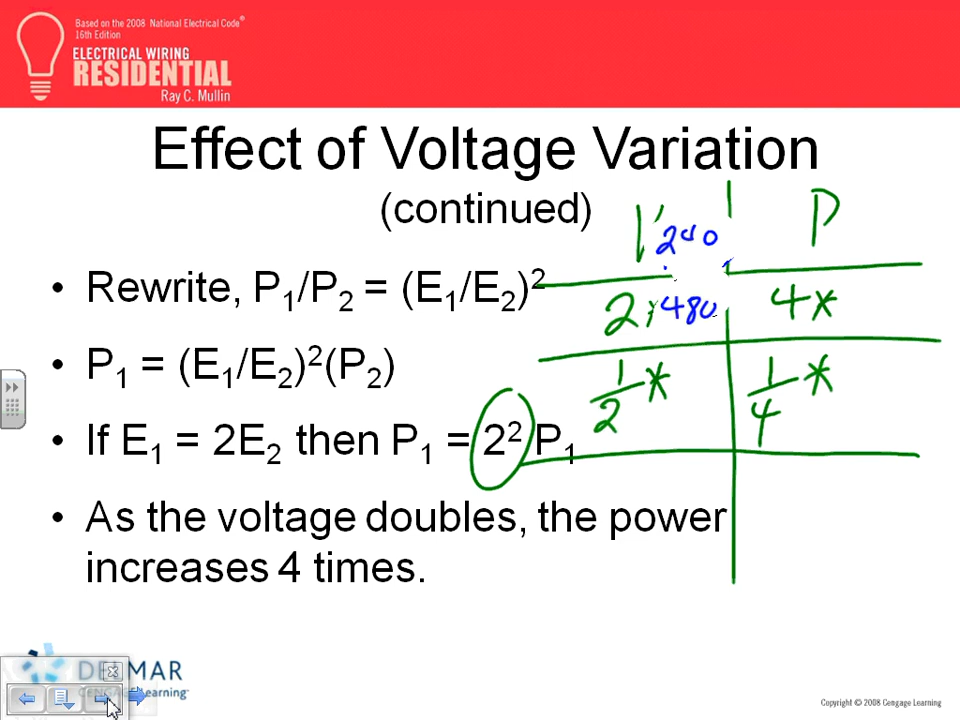 Based on the 2008 National Electrical Code®
16th Edition
ELECTRICAL WIRING
RESIDENTIAL
Ray C. Mullin
Effect of Voltage Variation
(continued)
P
240
• Rewrite, P₁/P₂ = (E₁/E₂)²
2
480
4x
• P₁ = (E₁/E₂)²(P₂)
1/2 x
1/4 x
• If E₁ = 2E₂ then P₁ = 2² P₁
• As the voltage doubles, the power
increases 4 times.
DELMAR
CENGAGE Learning
Copyright © 2008 Cengage Learning